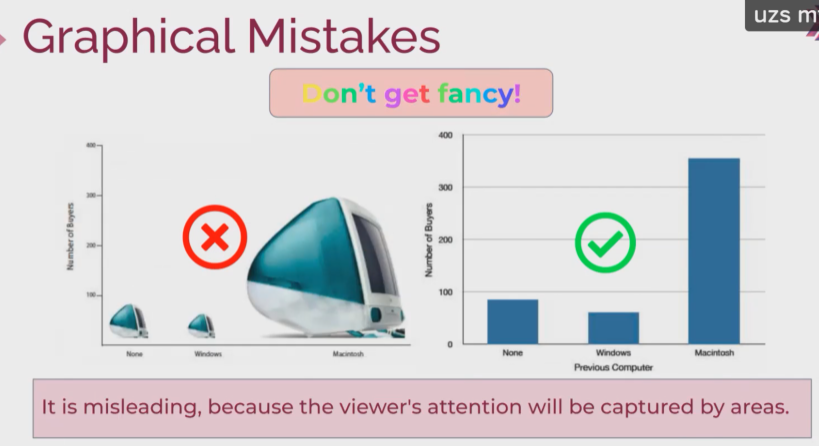 uzs m
Graphical Mistakes
Don't get fancy!
400
300
200
100
Number of Buyers
None
Windows
Macintosh
400
300
200
100
0
Number of Buyers
None
Windows
Macintosh
Previous Computer
It is misleading, because the viewer's attention will be captured by areas.